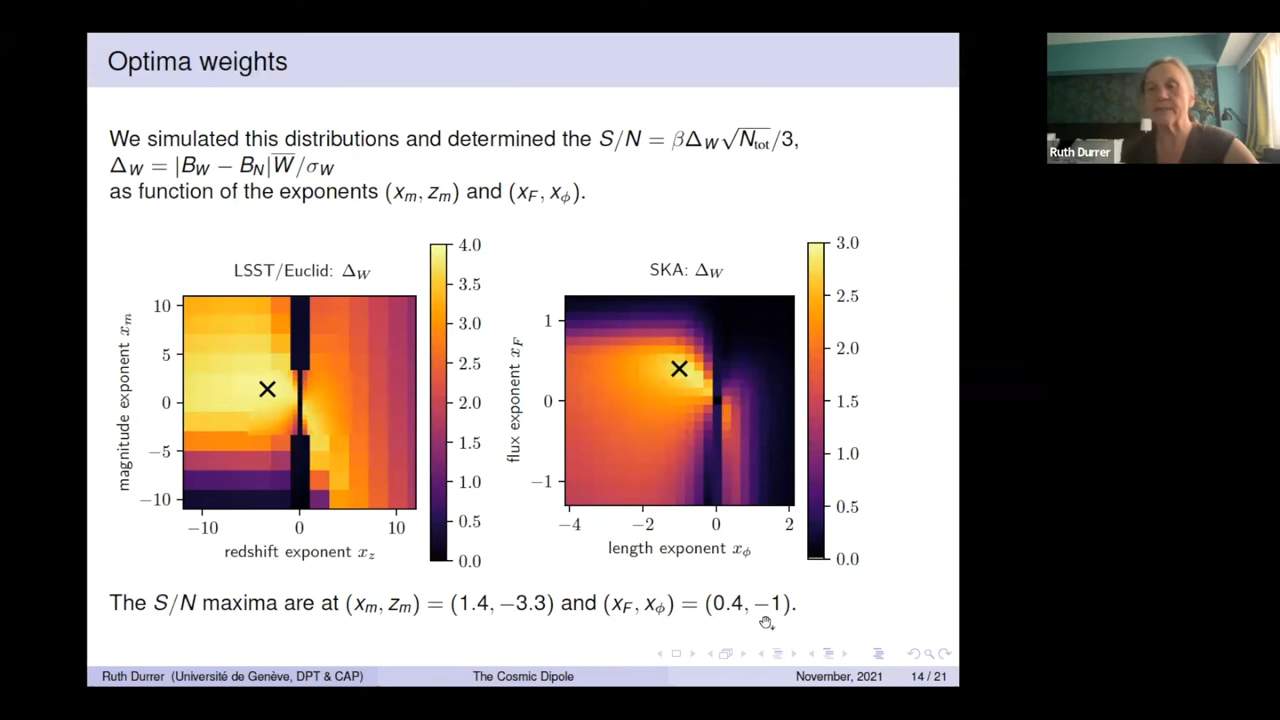 Optima weights
We simulated this distributions and determined the S/N = βΔ_W√N_tot/3,
Δ_W = |B_W − B_N|W̅/σ_W
as function of the exponents (x_m, z_m) and (x_F, x_ϕ).
LSST/Euclid: Δ_W
magnitude exponent x_m
10
5
0
−5
−10
−10 0 10
redshift exponent x_z
4.0
3.5
3.0
2.5
2.0
1.5
1.0
0.5
0.0
SKA: Δ_W
flux exponent x_F
1
0
−1
−4 −2 0 2
length exponent x_ϕ
3.0
2.5
2.0
1.5
1.0
0.5
0.0
The S/N maxima are at (x_m, z_m) = (1.4, −3.3) and (x_F, x_ϕ) = (0.4, −1).
Ruth Durrer (Université de Genève, DPT & CAP) The Cosmic Dipole November, 2021 14 / 21
Ruth Durrer